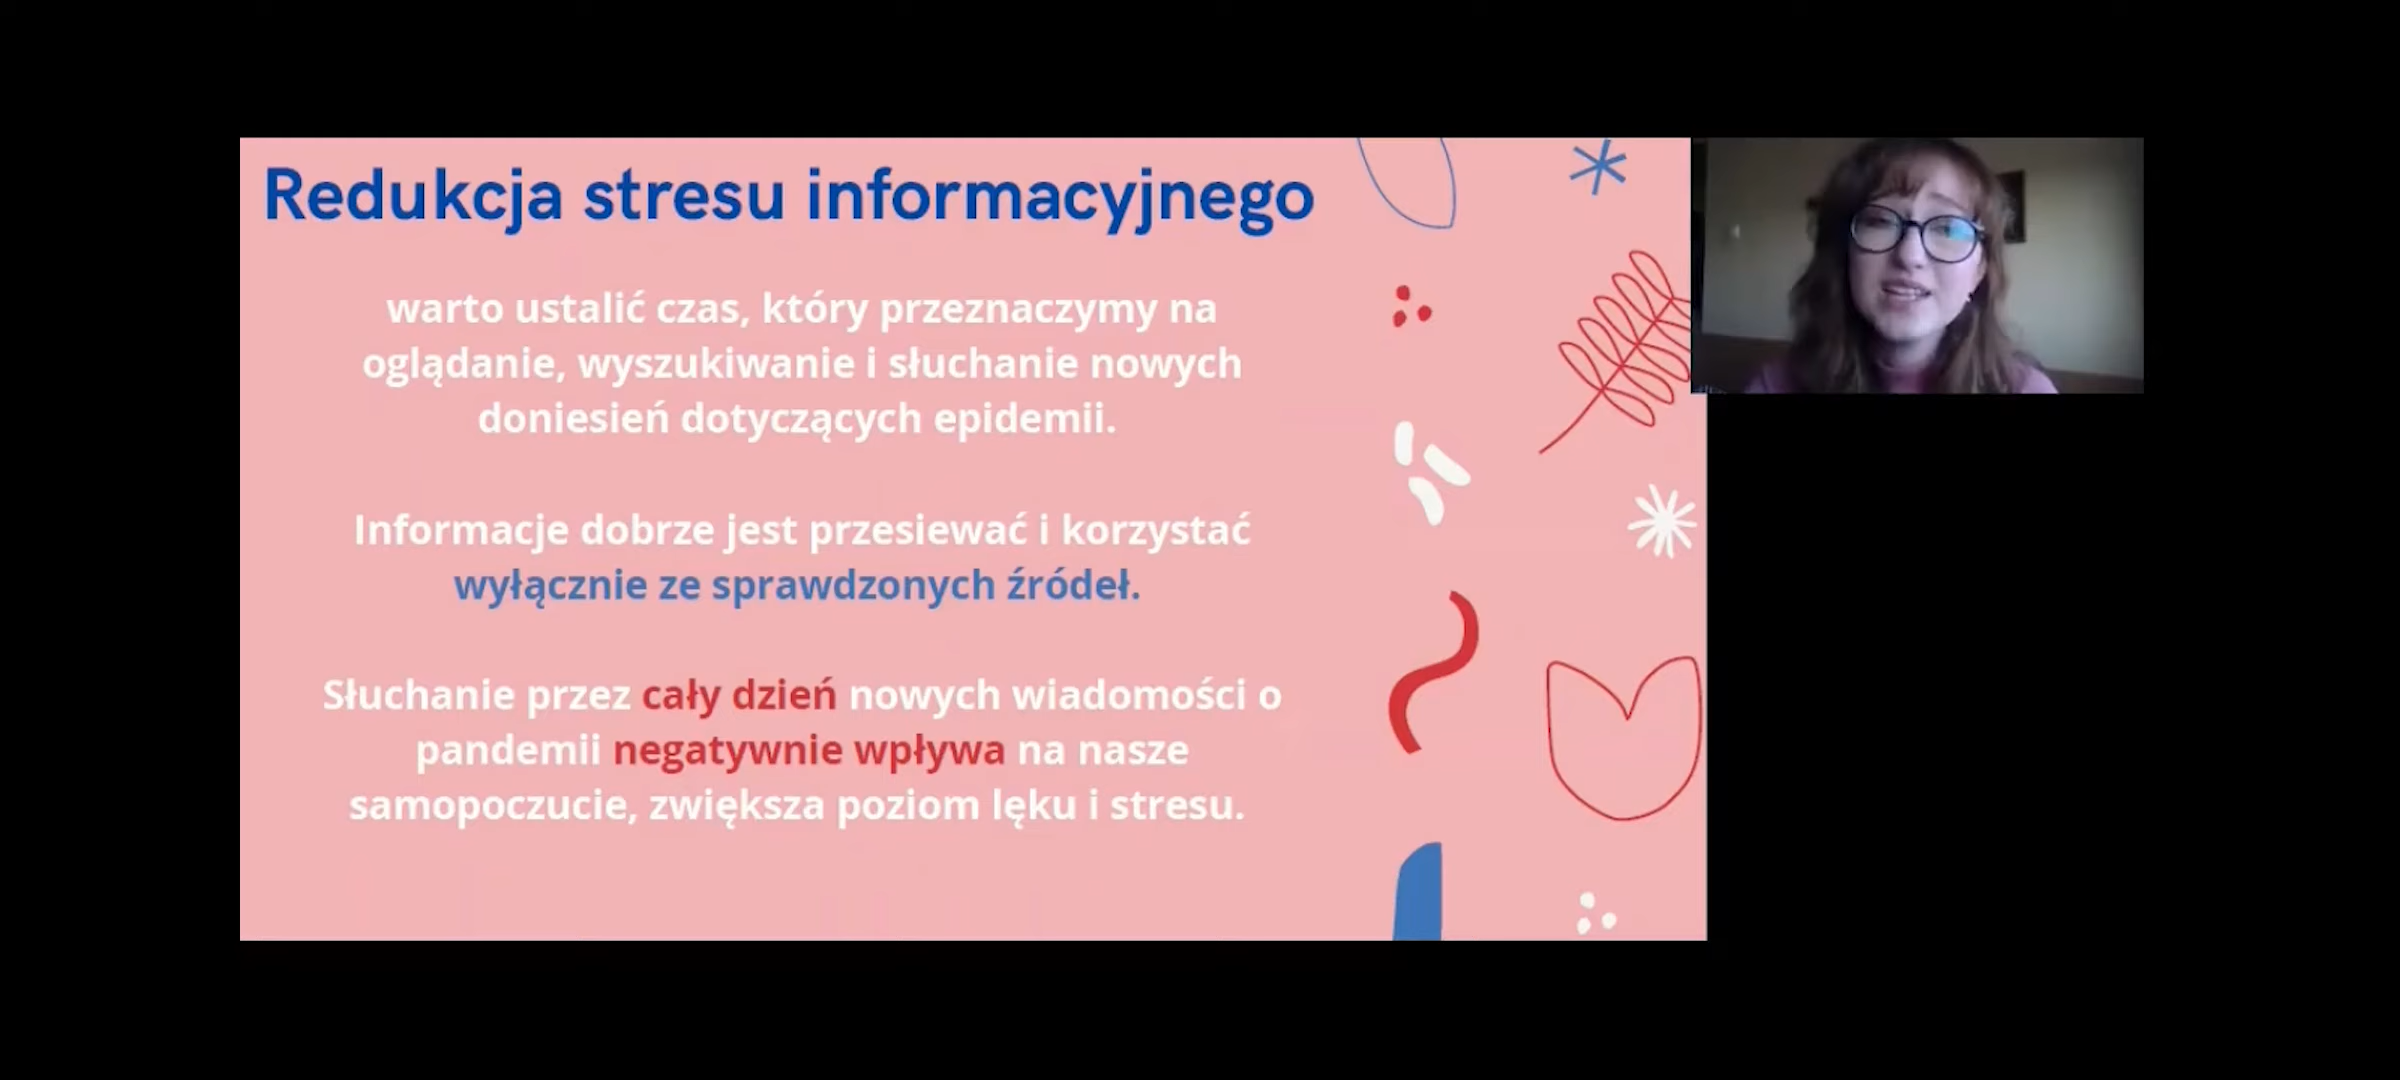 Redukcja stresu informacyjnego
warto ustalić czas, który przeznaczymy na
oglądanie, wyszukiwanie i słuchanie nowych
doniesień dotyczących epidemii.
Informacje dobrze jest przesiewać i korzystać
wyłącznie ze sprawdzonych źródeł.
Słuchanie przez cały dzień nowych wiadomości o
pandemii negatywnie wpływa na nasze
samopoczucie, zwiększa poziom lęku i stresu.